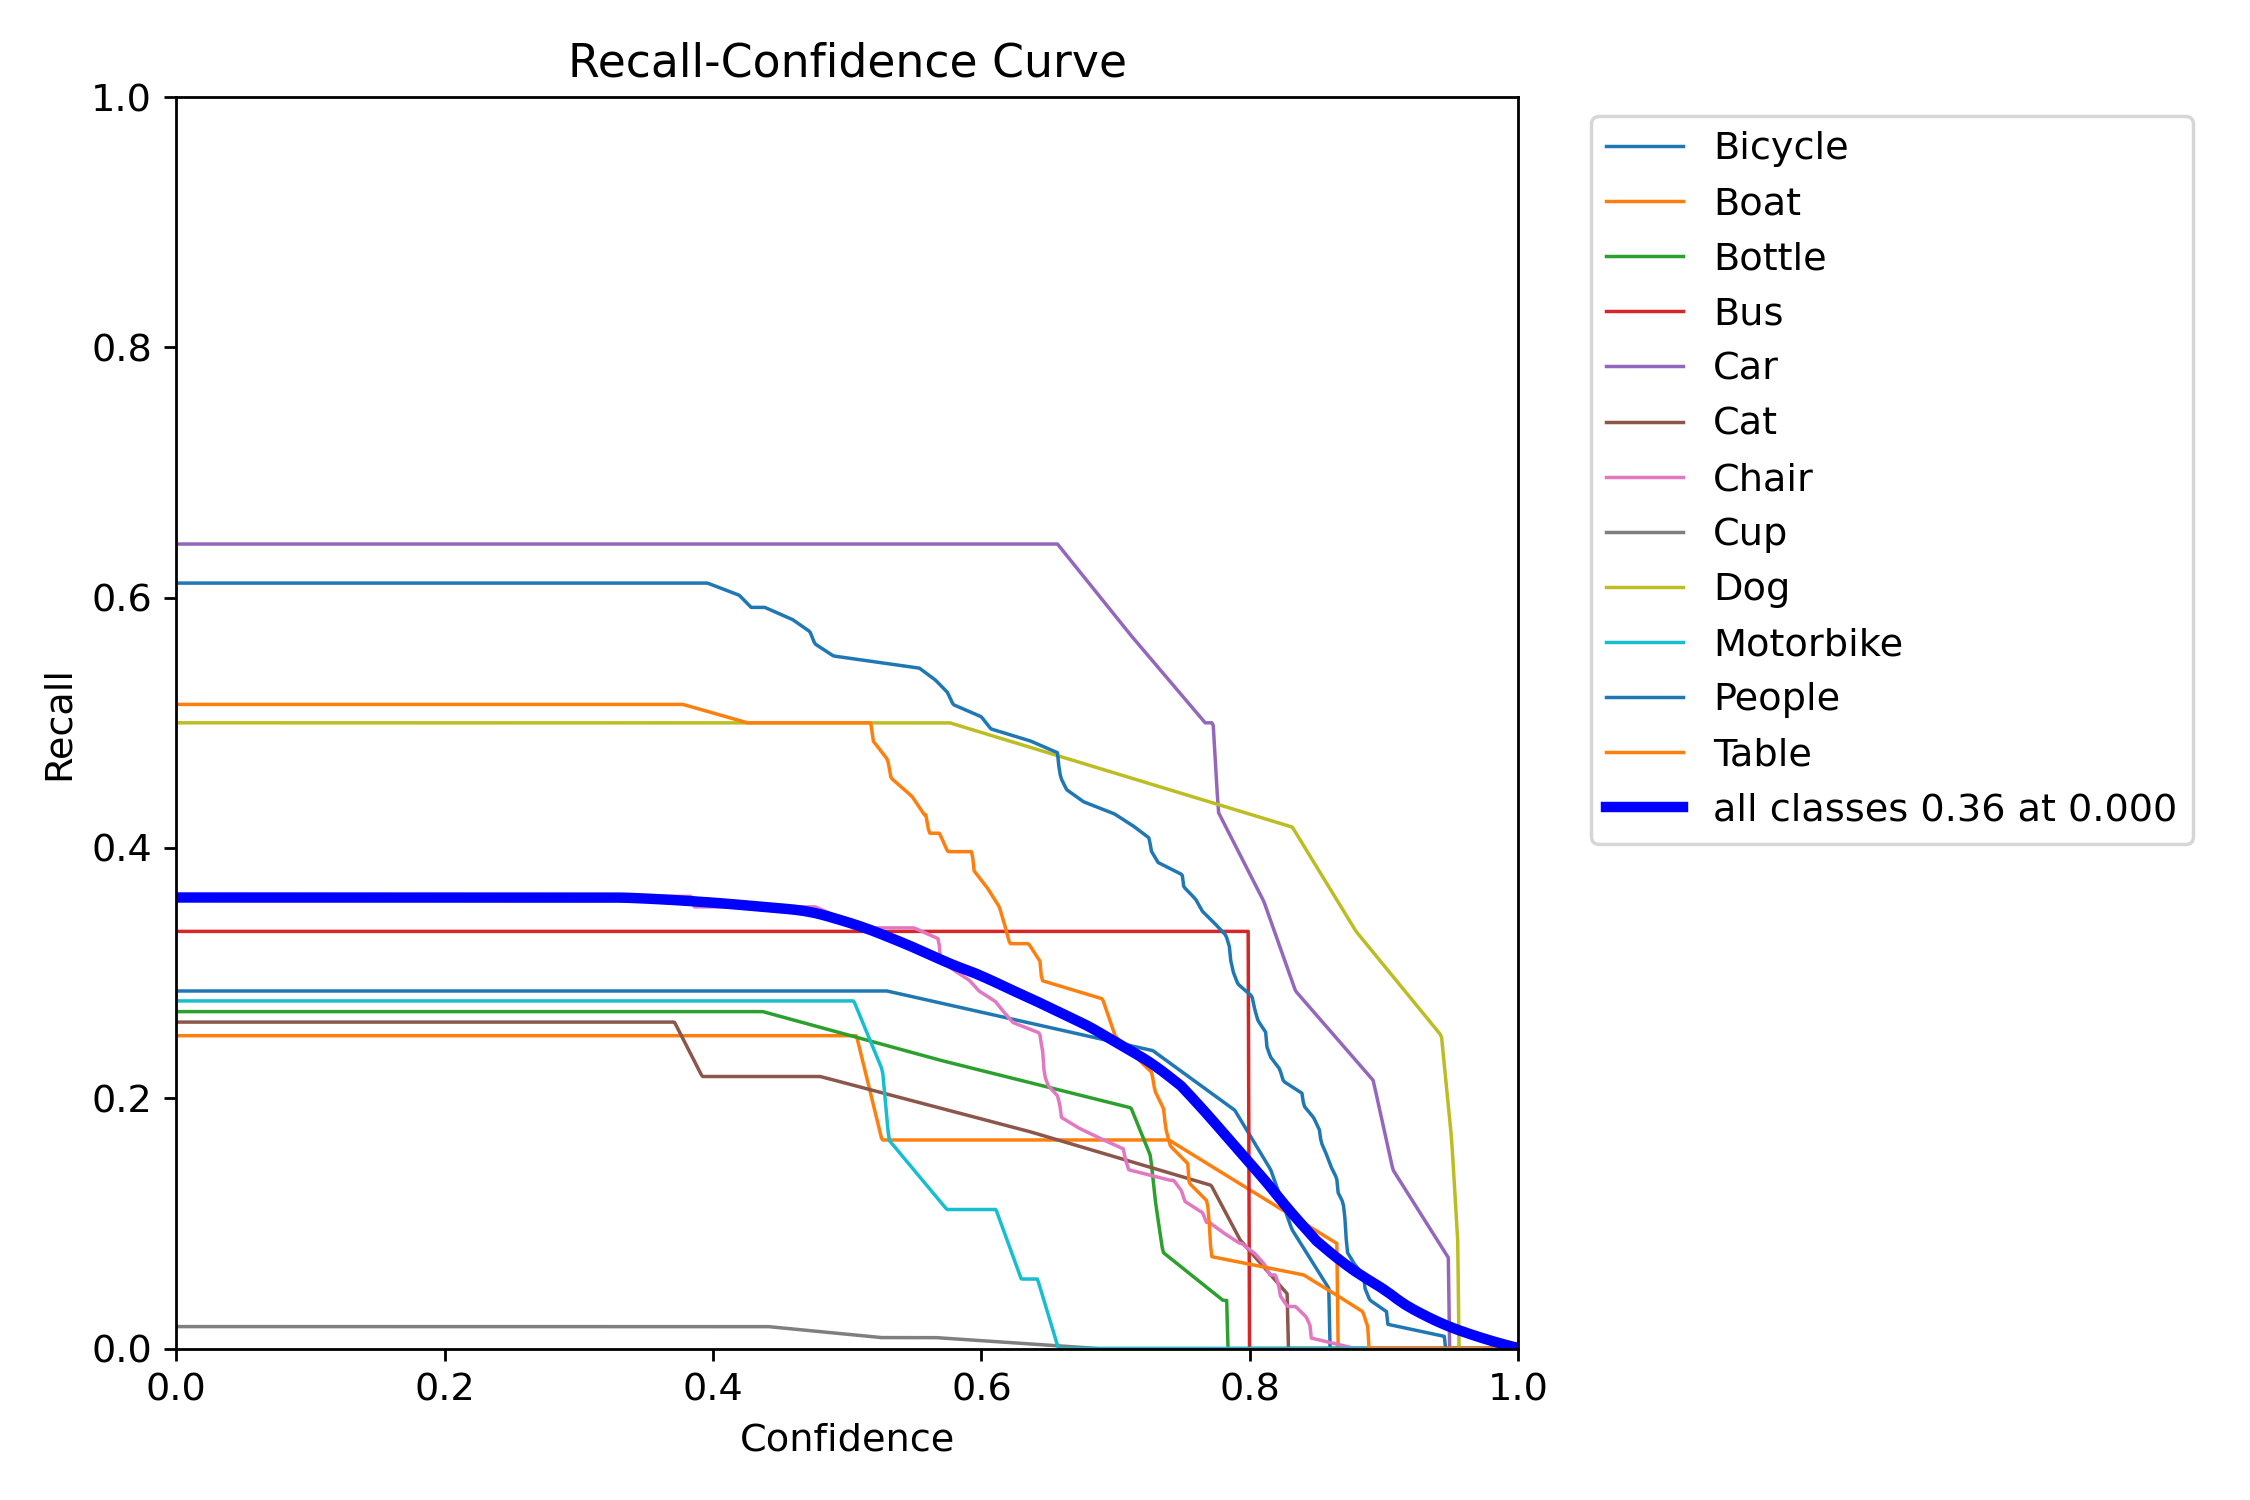 Recall-Confidence Curve
1.0
0.8
0.6
0.4
0.2
0.0
Recall
0.0 0.2 0.4 0.6 0.8 1.0
Confidence
Bicycle
Boat
Bottle
Bus
Car
Cat
Chair
Cup
Dog
Motorbike
People
Table
all classes 0.36 at 0.000